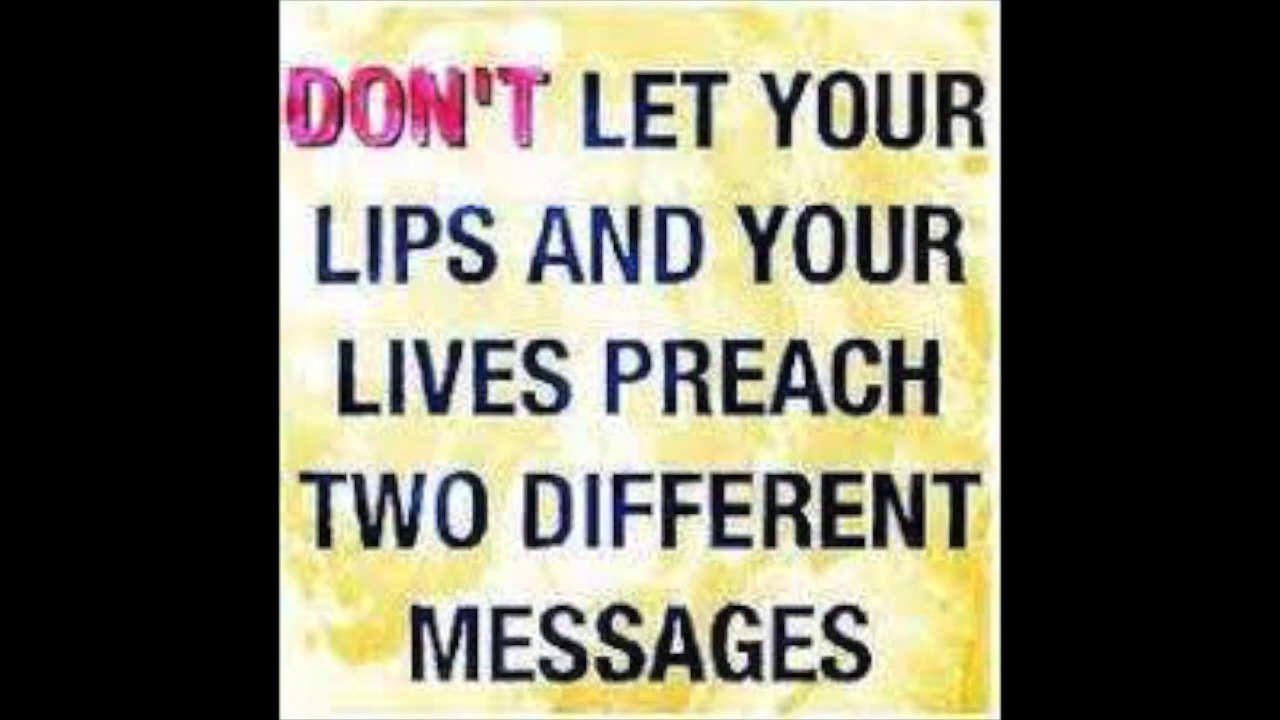 DON'T LET YOUR
LIPS AND YOUR
LIVES PREACH
TWO DIFFERENT
MESSAGES